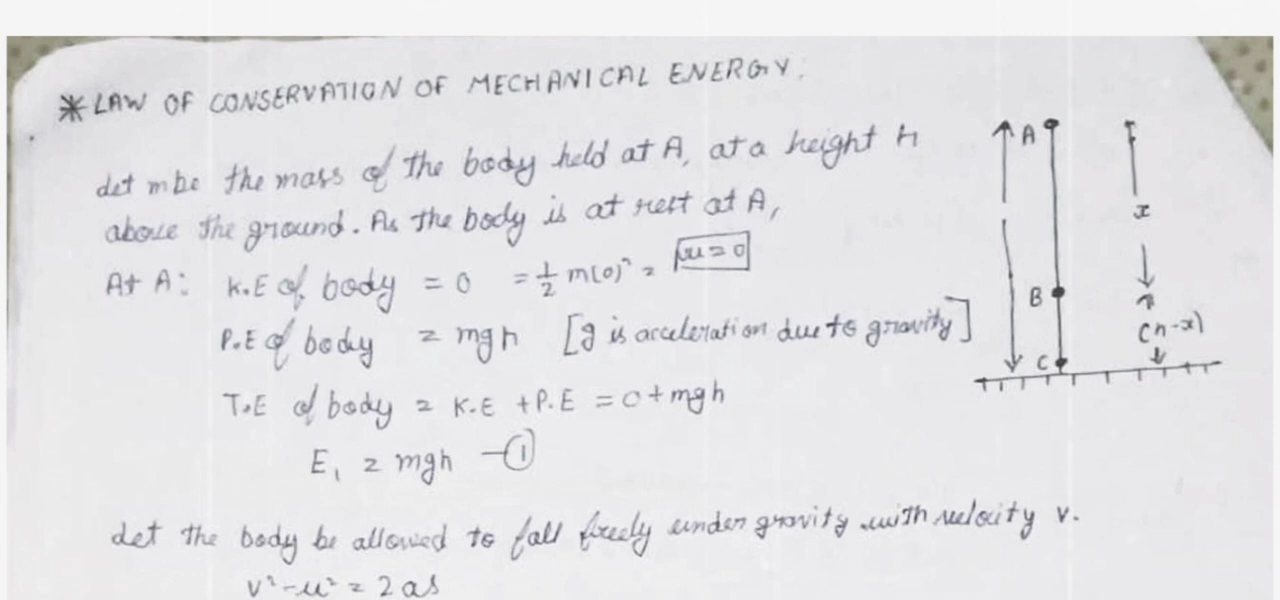 * LAW OF CONSERVATION OF MECHANICAL ENERGY.
Let m be the mass of the body held at A, at a height h
above the ground. As the body is at rest at A,
At A: K.E of body = 0 = ½ m(0)² = [u = 0]
P.E of body = mgh [g is acceleration due to gravity]
T.E of body = K.E + P.E = 0 + mgh
E₁ = mgh — ①
Let the body be allowed to fall freely under gravity with velocity v.
v² - u² = 2as
A
x
B
(h-x)
C